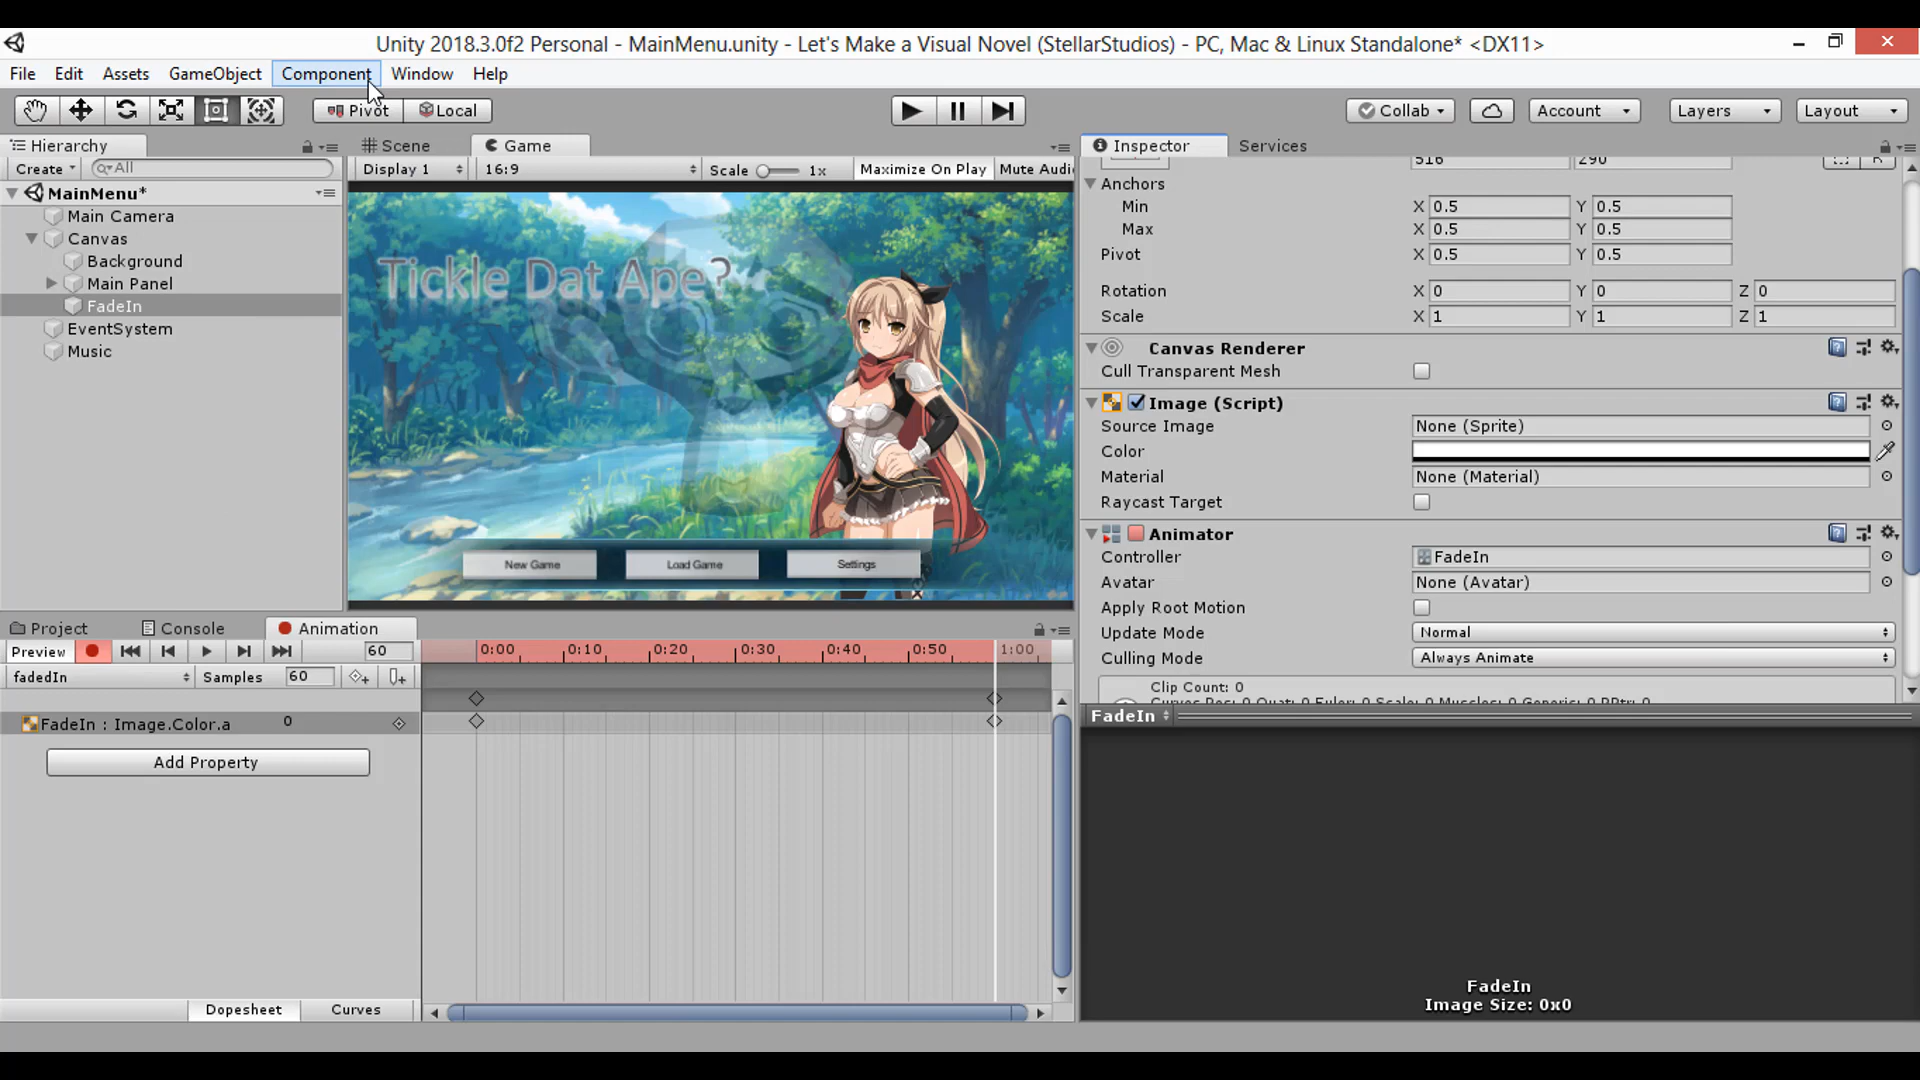 Unity 2018.3.0f2 Personal - MainMenu.unity - Let's Make a Visual Novel (StellarStudios) - PC, Mac & Linux Standalone* <DX11>
File Edit Assets GameObject Component Window Help
Pivot Local Collab Account Layers Layout
Hierarchy
Create All
MainMenu*
Main Camera
Canvas
Background
Main Panel
FadeIn
EventSystem
Music
Scene Game
Display 1 16:9 Scale 1x Maximize On Play Mute Audi
Tickle Dat Ape?
New Game Load Game Settings
Inspector Services
516 290 R
Anchors
Min X 0.5 Y 0.5
Max X 0.5 Y 0.5
Pivot X 0.5 Y 0.5
Rotation X 0 Y 0 Z 0
Scale X 1 Y 1 Z 1
Canvas Renderer
Cull Transparent Mesh
Image (Script)
Source Image None (Sprite)
Color
Material None (Material)
Raycast Target
Animator
Controller FadeIn
Avatar None (Avatar)
Apply Root Motion
Update Mode Normal
Culling Mode Always Animate
Clip Count: 0
Project Console Animation
Preview 60 0:00 0:10 0:20 0:30 0:40 0:50 1:00
fadedIn Samples 60
FadeIn : Image.Color.a 0
Add Property
Dopesheet Curves
FadeIn
FadeIn
Image Size: 0x0